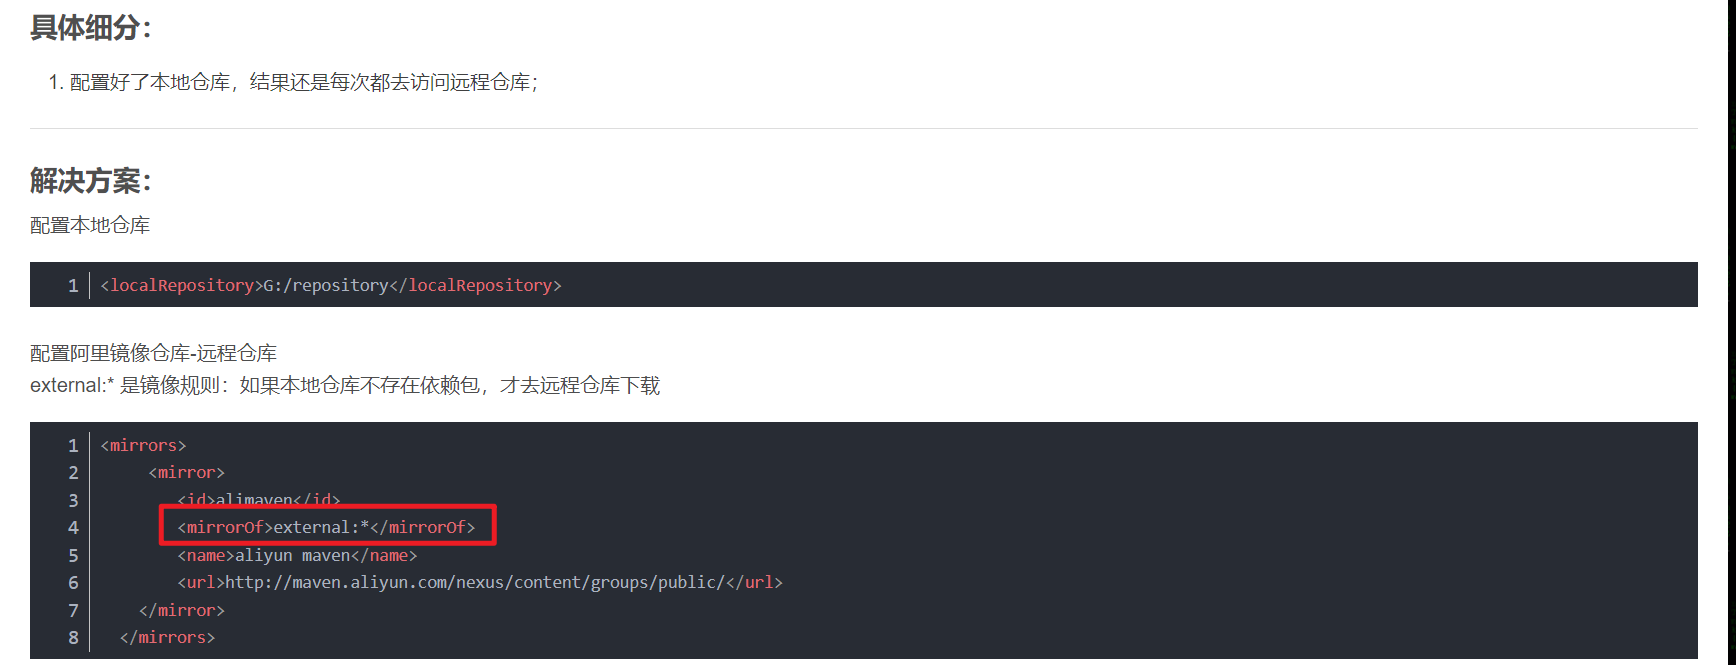 具体细分：
1. 配置好了本地仓库，结果还是每次都去访问远程仓库；
解决方案：
配置本地仓库
1 <localRepository>G:/repository</localRepository>
配置阿里镜像仓库-远程仓库
external:* 是镜像规则：如果本地仓库不存在依赖包，才去远程仓库下载
1 <mirrors>
2 <mirror>
3 <id>alimaven</id>
4 <mirrorOf>external:*</mirrorOf>
5 <name>aliyun maven</name>
6 <url>http://maven.aliyun.com/nexus/content/groups/public/</url>
7 </mirror>
8 </mirrors>